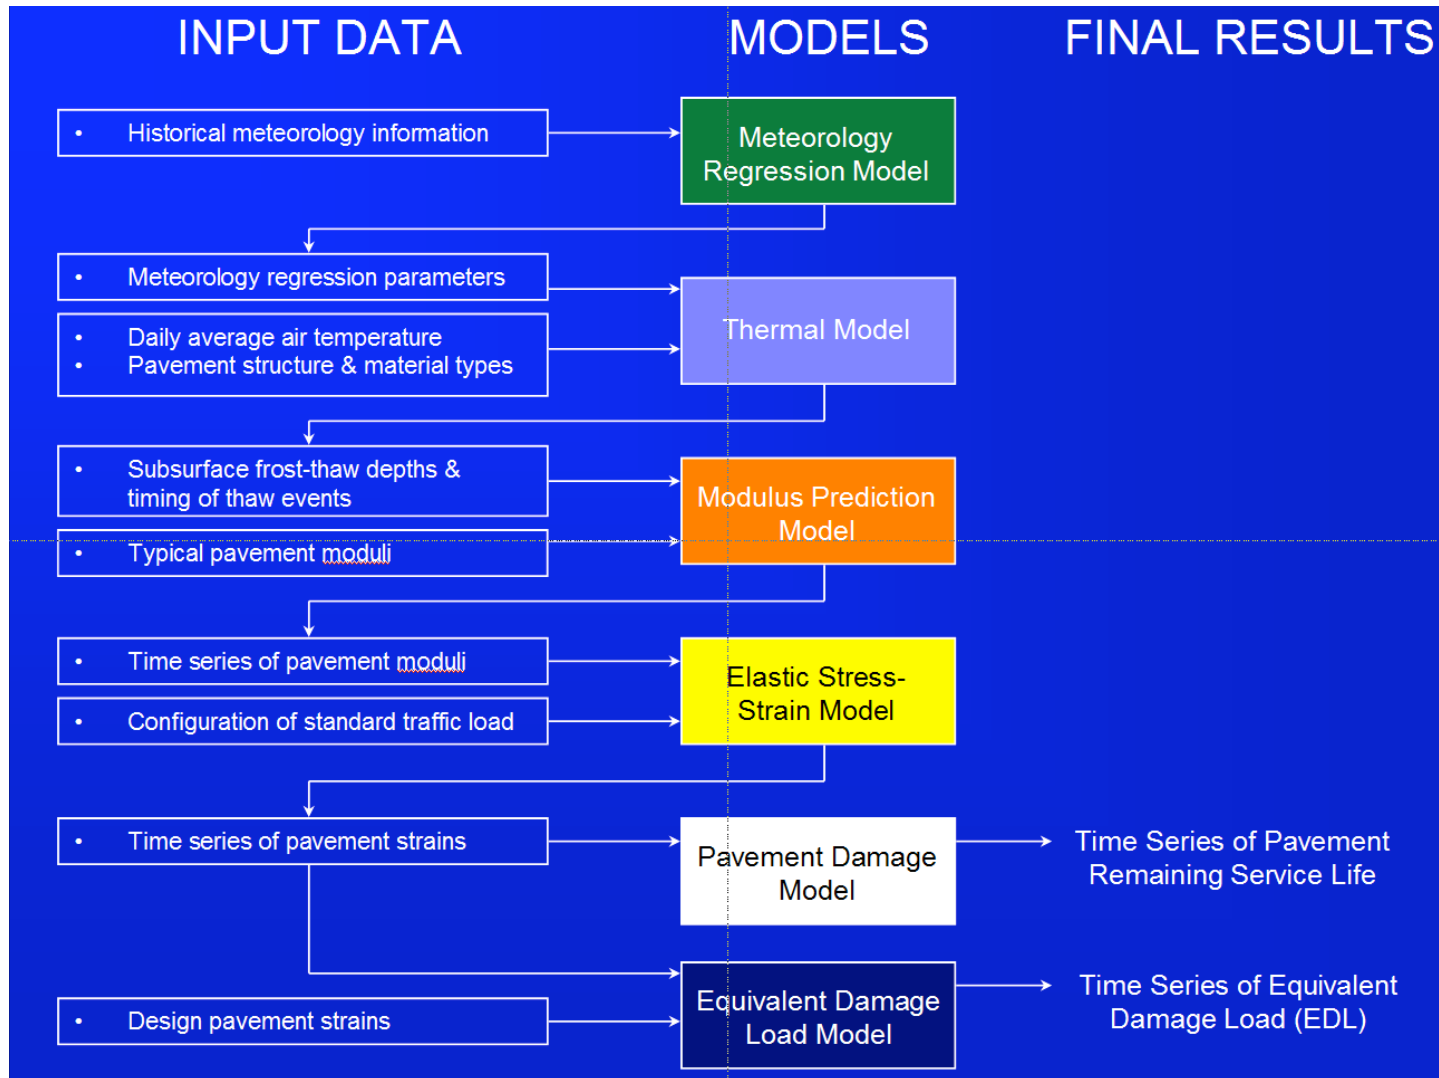 INPUT DATA
MODELS
FINAL RESULTS
• Historical meteorology information
Meteorology
Regression Model
• Meteorology regression parameters
• Daily average air temperature
• Pavement structure & material types
Thermal Model
• Subsurface frost-thaw depths &
timing of thaw events
• Typical pavement moduli
Modulus Prediction
Model
• Time series of pavement moduli
• Configuration of standard traffic load
Elastic Stress-
Strain Model
• Time series of pavement strains
Pavement Damage
Model
Time Series of Pavement
Remaining Service Life
• Design pavement strains
Equivalent Damage
Load Model
Time Series of Equivalent
Damage Load (EDL)